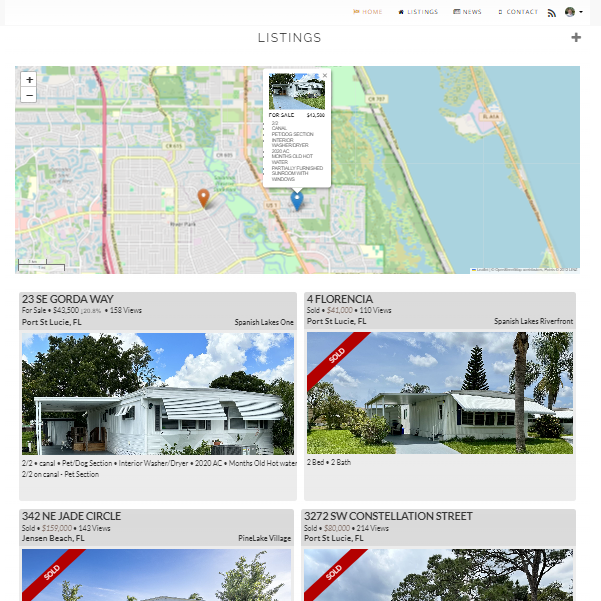 HOME LISTINGS NEWS CONTACT
LISTINGS
+
−
×
FOR SALE $43,500
2/2
CANAL
PET/DOG SECTION
INTERIOR
WASHER/DRYER
2020 AC
MONTHS OLD HOT
WATER
PARTIALLY FURNISHED
SUNROOM WITH
WINDOWS
CR 707
CR 605
US 1
River Park
23 SE GORDA WAY
For Sale • $43,500 ↓20.8% • 158 Views
Port St Lucie, FL Spanish Lakes One
2/2 • canal • Pet/Dog Section • Interior Washer/Dryer • 2020 AC • Months Old Hot water
2/2 on canal - Pet Section
4 FLORENCIA
Sold • $41,000 • 110 Views
Port St Lucie, FL Spanish Lakes Riverfront
SOLD
2 Bed • 2 Bath
342 NE JADE CIRCLE
Sold • $159,000 • 143 Views
Jensen Beach, FL PineLake Village
SOLD
3272 SW CONSTELLATION STREET
Sold • $80,000 • 214 Views
Port St Lucie, FL
SOLD